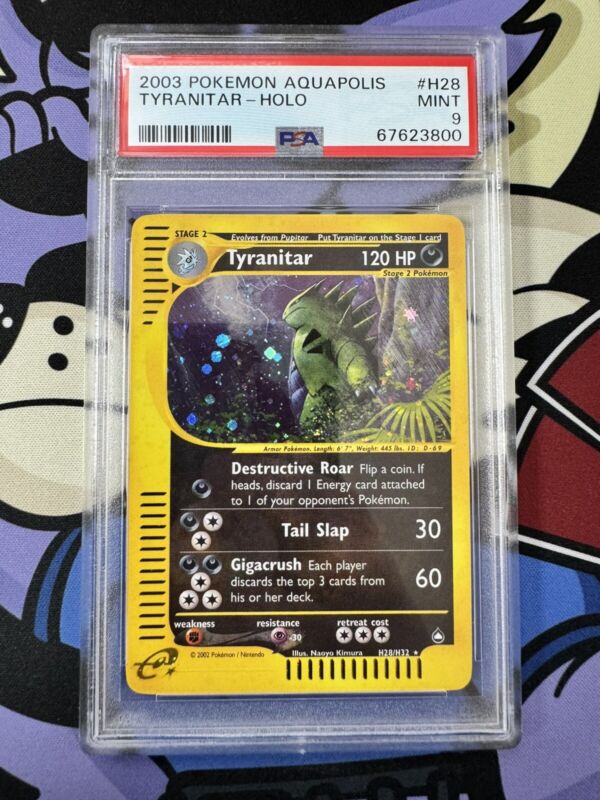 2003 POKEMON AQUAPOLIS #H28
TYRANITAR - HOLO MINT
9
PSA 67623800
STAGE 2
Evolves from Pupitar Put Tyranitar on the Stage 1 card
Tyranitar 120 HP
Stage 2 Pokémon
Armor Pokémon. Length: 6' 7", Weight: 445 lbs. ID: D-69
Destructive Roar Flip a coin. If
heads, discard 1 Energy card attached
to 1 of your opponent's Pokémon.
Tail Slap 30
Gigacrush Each player
discards the top 3 cards from
his or her deck.
60
weakness resistance retreat cost
-30
© 2002 Pokémon / Nintendo Illus. Naoyo Kimura H28/H32 ★
e